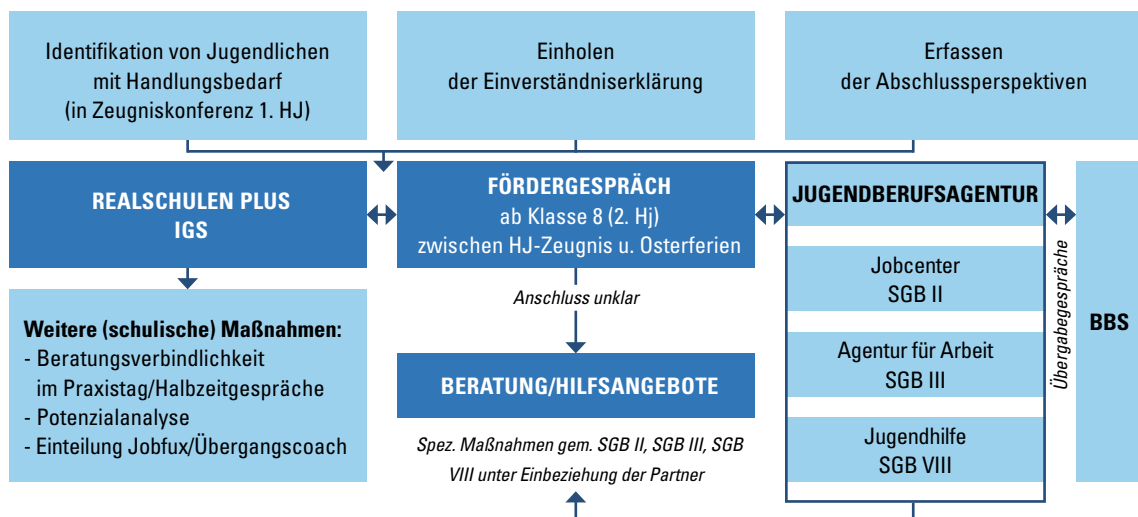 Identifikation von Jugendlichen
mit Handlungsbedarf
(in Zeugniskonferenz 1. HJ)
Einholen
der Einverständniserklärung
Erfassen
der Abschlussperspektiven
REALSCHULEN PLUS
IGS
FÖRDERGESPRÄCH
ab Klasse 8 (2. Hj)
zwischen HJ-Zeugnis u. Osterferien
JUGENDBERUFSAGENTUR
Jobcenter
SGB II
Agentur für Arbeit
SGB III
Jugendhilfe
SGB VIII
Übergabegespräche
BBS
Anschluss unklar
Weitere (schulische) Maßnahmen:
- Beratungsverbindlichkeit
im Praxistag/Halbzeitgespräche
- Potenzialanalyse
- Einteilung Jobfux/Übergangscoach
BERATUNG/HILFSANGEBOTE
Spez. Maßnahmen gem. SGB II, SGB III, SGB
VIII unter Einbeziehung der Partner